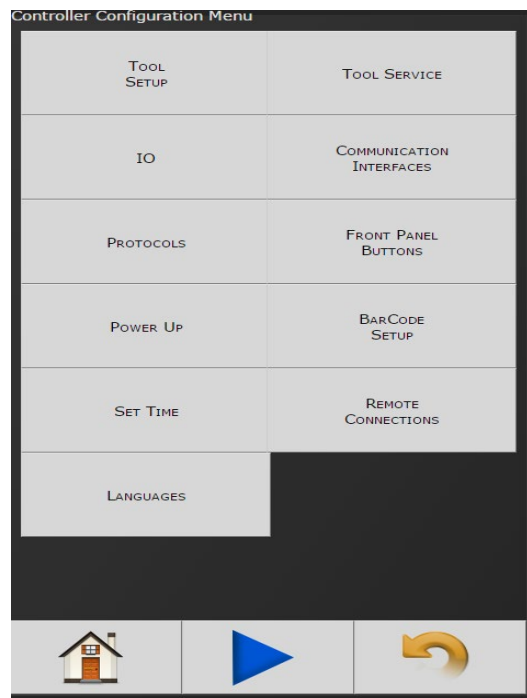 Controller Configuration Menu
Tool
Setup
Tool Service
IO
Communication
Interfaces
Protocols
Front Panel
Buttons
Power Up
BarCode
Setup
Set Time
Remote
Connections
Languages